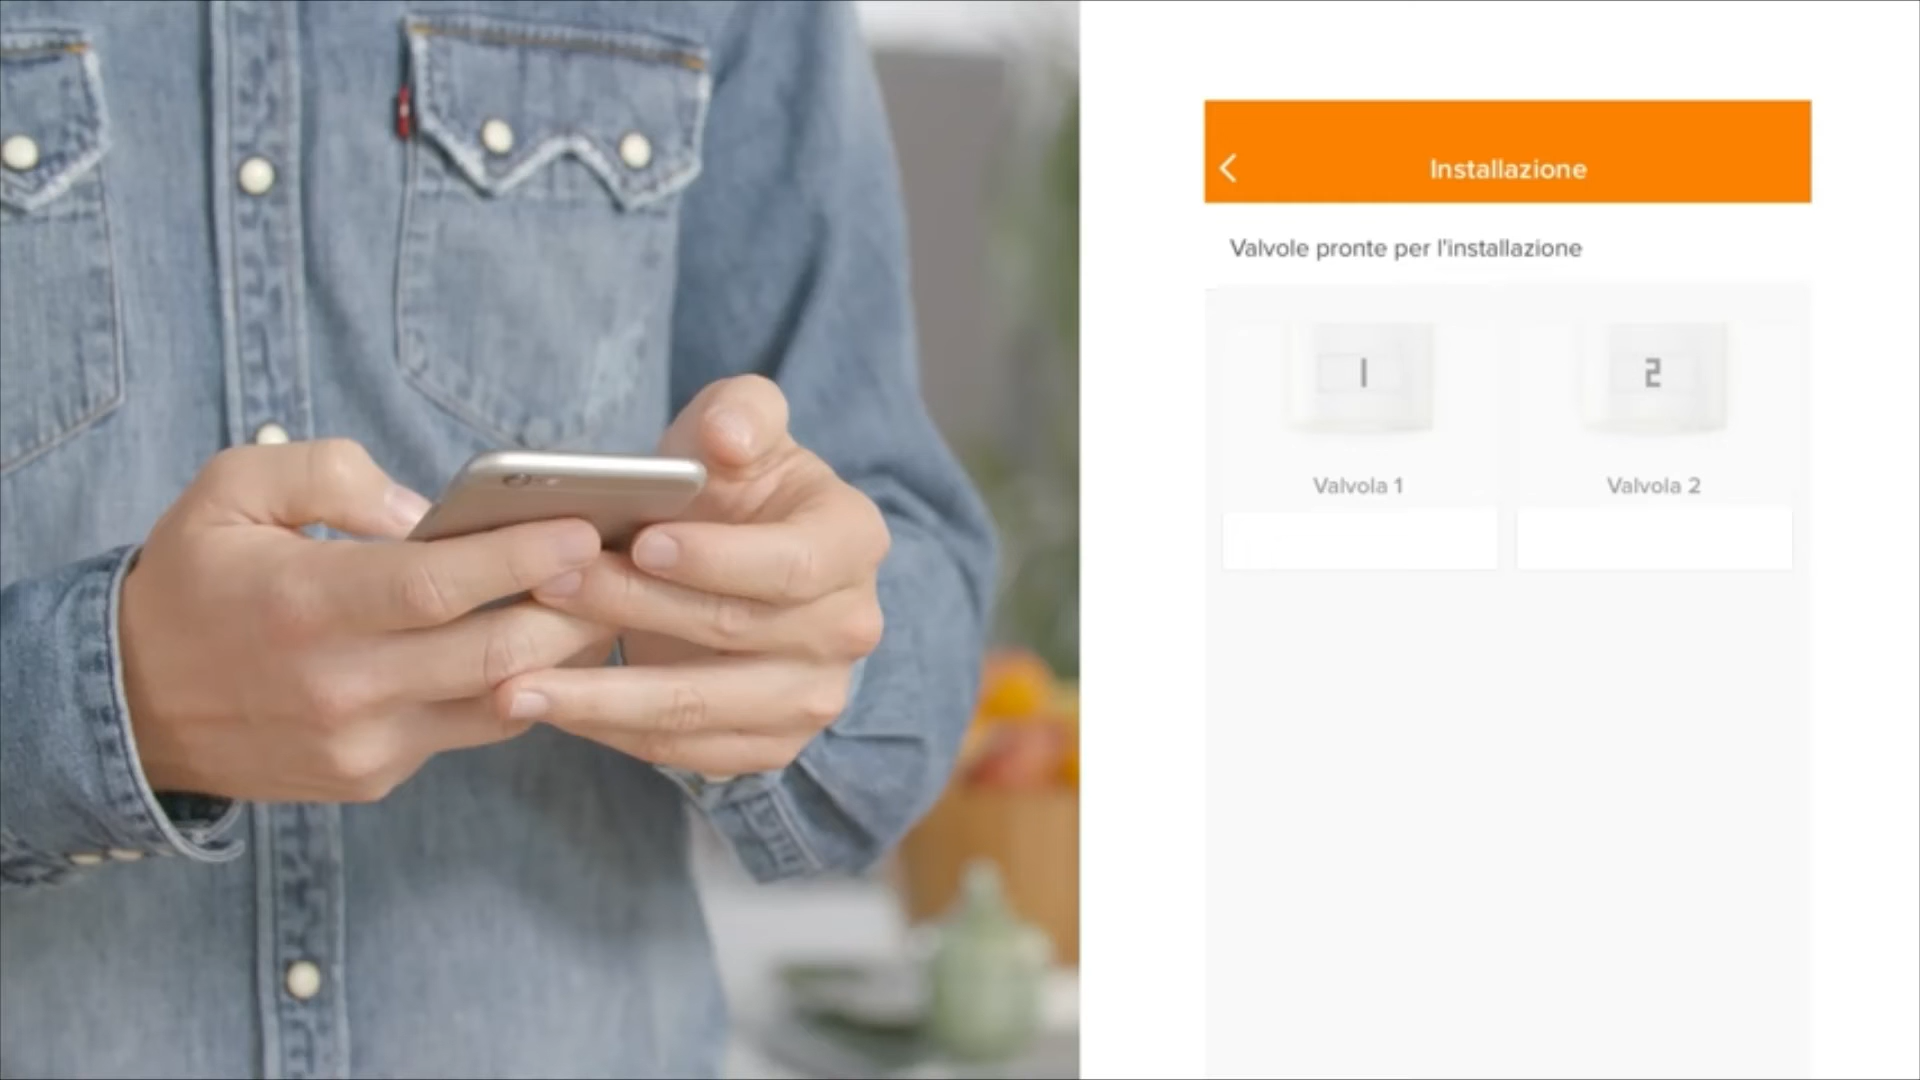 Installazione
Valvole pronte per l'installazione
1
2
Valvola 1
Valvola 2